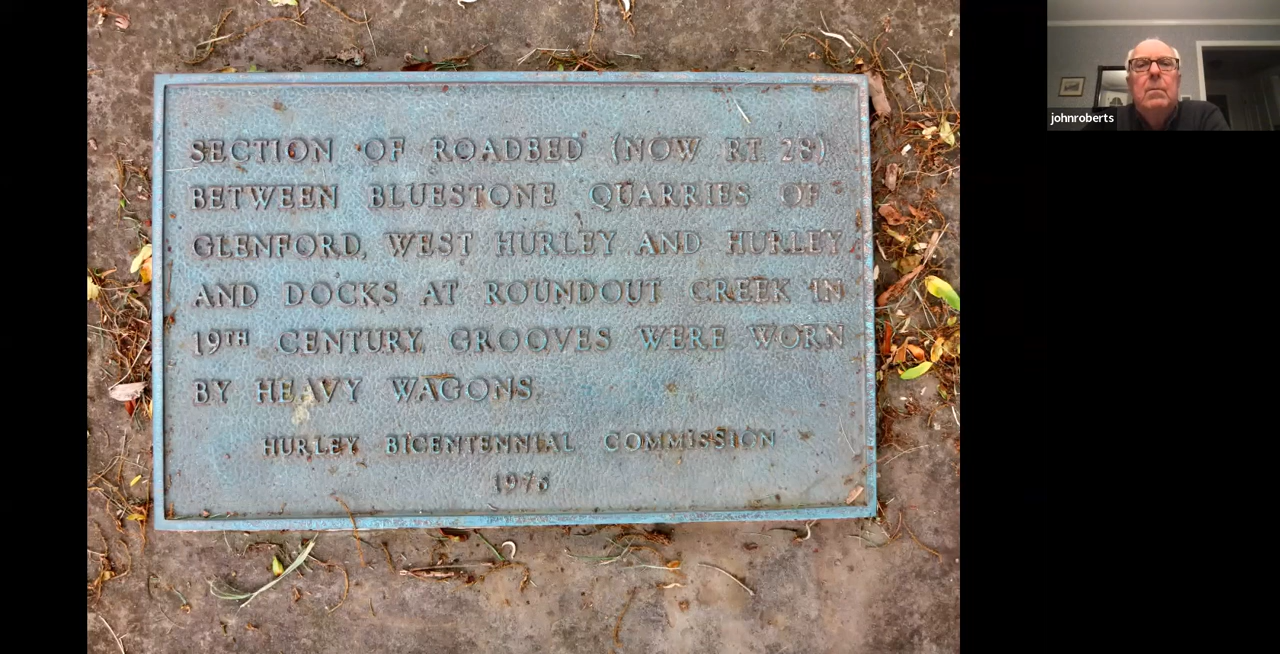 SECTION OF ROADBED (NOW RT. 28)
BETWEEN BLUESTONE QUARRIES OF
GLENFORD, WEST HURLEY AND HURLEY,
AND DOCKS AT ROUNDOUT CREEK IN
19TH CENTURY. GROOVES WERE WORN
BY HEAVY WAGONS.
HURLEY BICENTENNIAL COMMISSION
1976
johnroberts